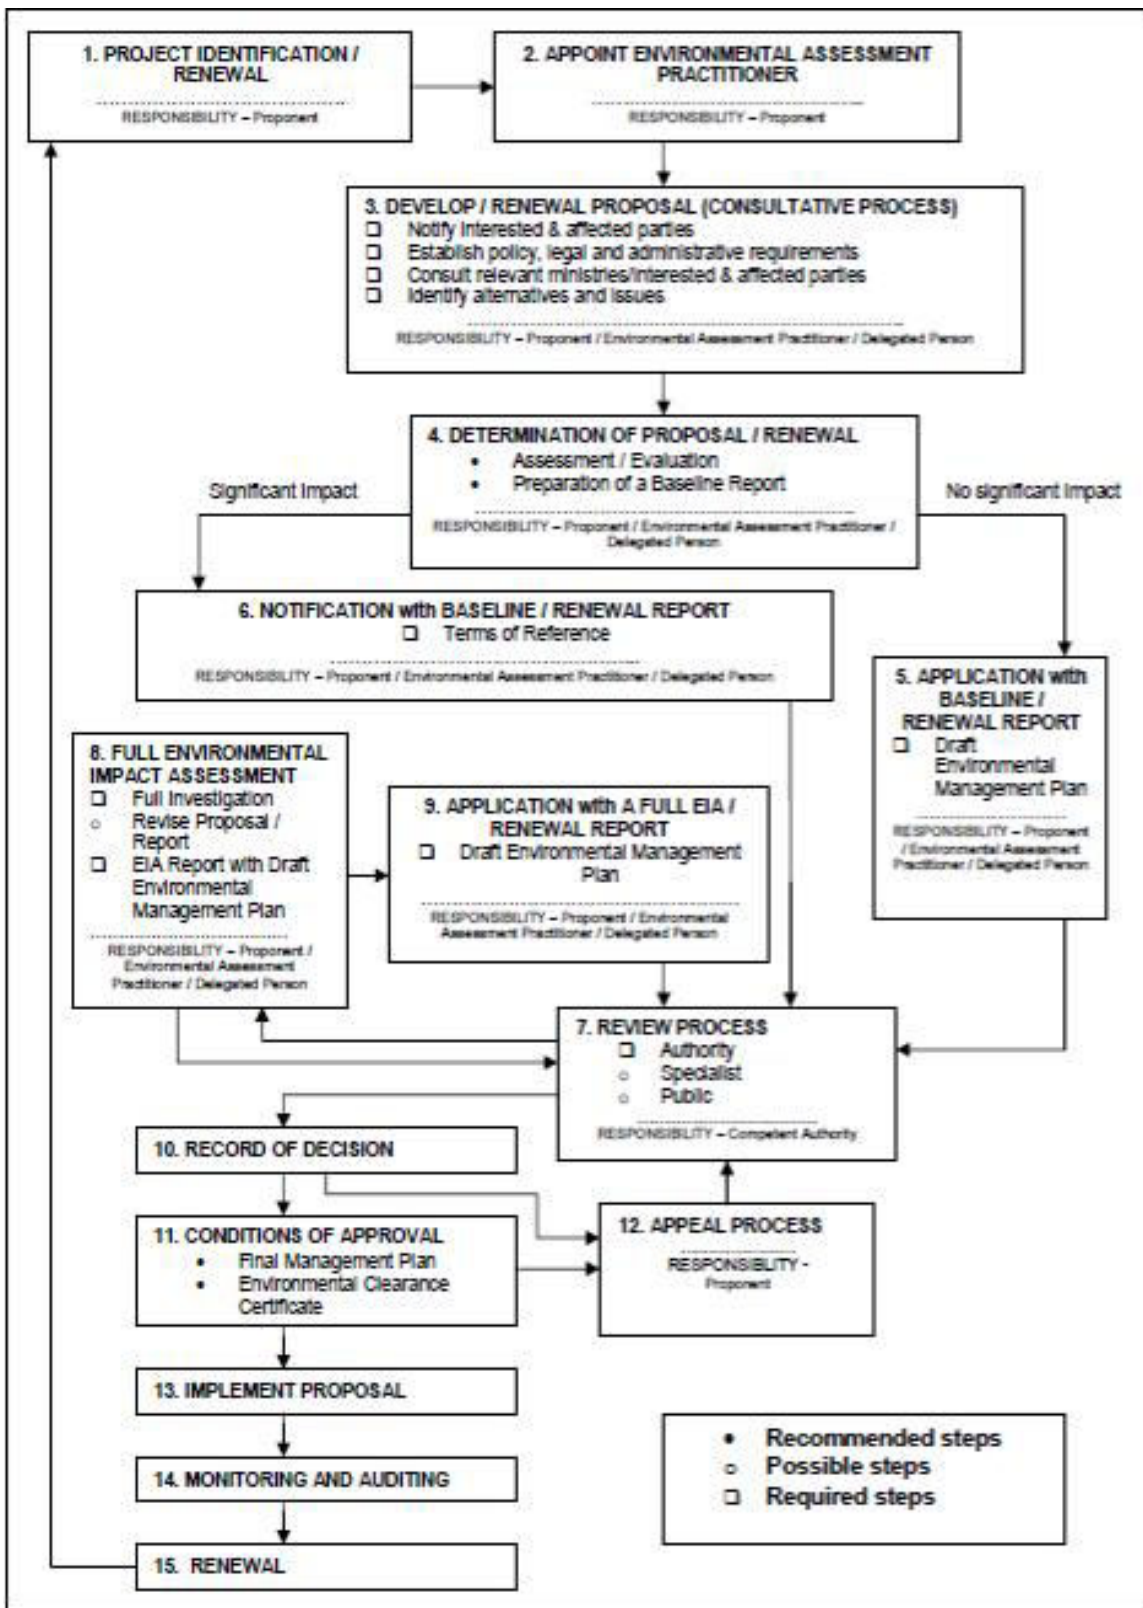 1. PROJECT IDENTIFICATION /
RENEWAL
RESPONSIBILITY – Proponent
2. APPOINT ENVIRONMENTAL ASSESSMENT
PRACTITIONER
RESPONSIBILITY – Proponent
3. DEVELOP / RENEWAL PROPOSAL (CONSULTATIVE PROCESS)
❑ Notify interested & affected parties
❑ Establish policy, legal and administrative requirements
❑ Consult relevant ministries/interested & affected parties
❑ Identify alternatives and issues
RESPONSIBILITY – Proponent / Environmental Assessment Practitioner / Delegated Person
4. DETERMINATION OF PROPOSAL / RENEWAL
• Assessment / Evaluation
• Preparation of a Baseline Report
RESPONSIBILITY – Proponent / Environmental Assessment Practitioner /
Delegated Person
Significant Impact
No significant impact
6. NOTIFICATION with BASELINE / RENEWAL REPORT
❑ Terms of Reference
RESPONSIBILITY – Proponent / Environmental Assessment Practitioner / Delegated Person
5. APPLICATION with
BASELINE /
RENEWAL REPORT
❑ Draft
Environmental
Management Plan
RESPONSIBILITY – Proponent
/ Environmental Assessment
Practitioner / Delegated Person
8. FULL ENVIRONMENTAL
IMPACT ASSESSMENT
❑ Full Investigation
○ Revise Proposal /
Report
❑ EIA Report with Draft
Environmental
Management Plan
RESPONSIBILITY – Proponent /
Environmental Assessment
Practitioner / Delegated Person
9. APPLICATION with A FULL EIA /
RENEWAL REPORT
❑ Draft Environmental Management
Plan
RESPONSIBILITY – Proponent / Environmental
Assessment Practitioner / Delegated Person
7. REVIEW PROCESS
❑ Authority
○ Specialist
○ Public
RESPONSIBILITY – Competent Authority
10. RECORD OF DECISION
11. CONDITIONS OF APPROVAL
• Final Management Plan
• Environmental Clearance
Certificate
12. APPEAL PROCESS
RESPONSIBLITY -
Proponent
13. IMPLEMENT PROPOSAL
14. MONITORING AND AUDITING
15. RENEWAL
• Recommended steps
○ Possible steps
❑ Required steps